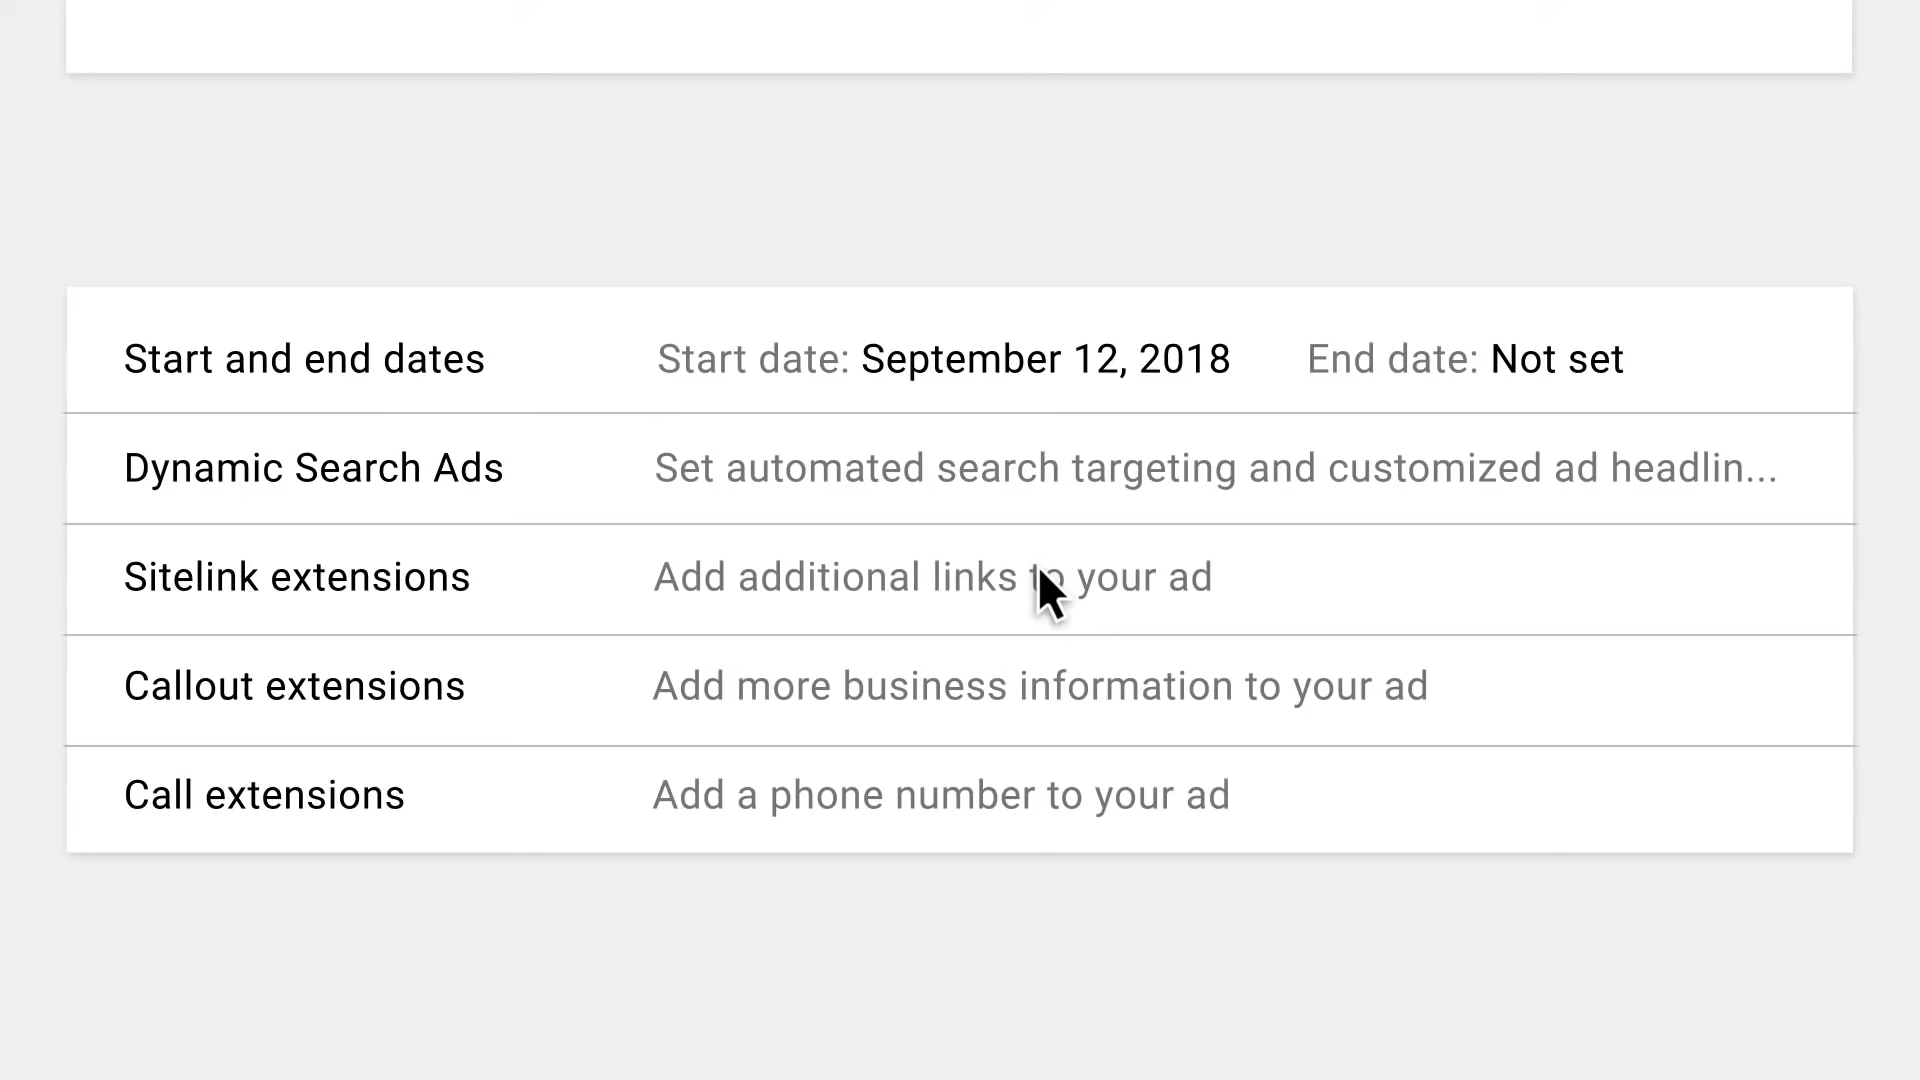 Start and end dates Start date: September 12, 2018 End date: Not set
Dynamic Search Ads Set automated search targeting and customized ad headlin...
Sitelink extensions Add additional links to your ad
Callout extensions Add more business information to your ad
Call extensions Add a phone number to your ad